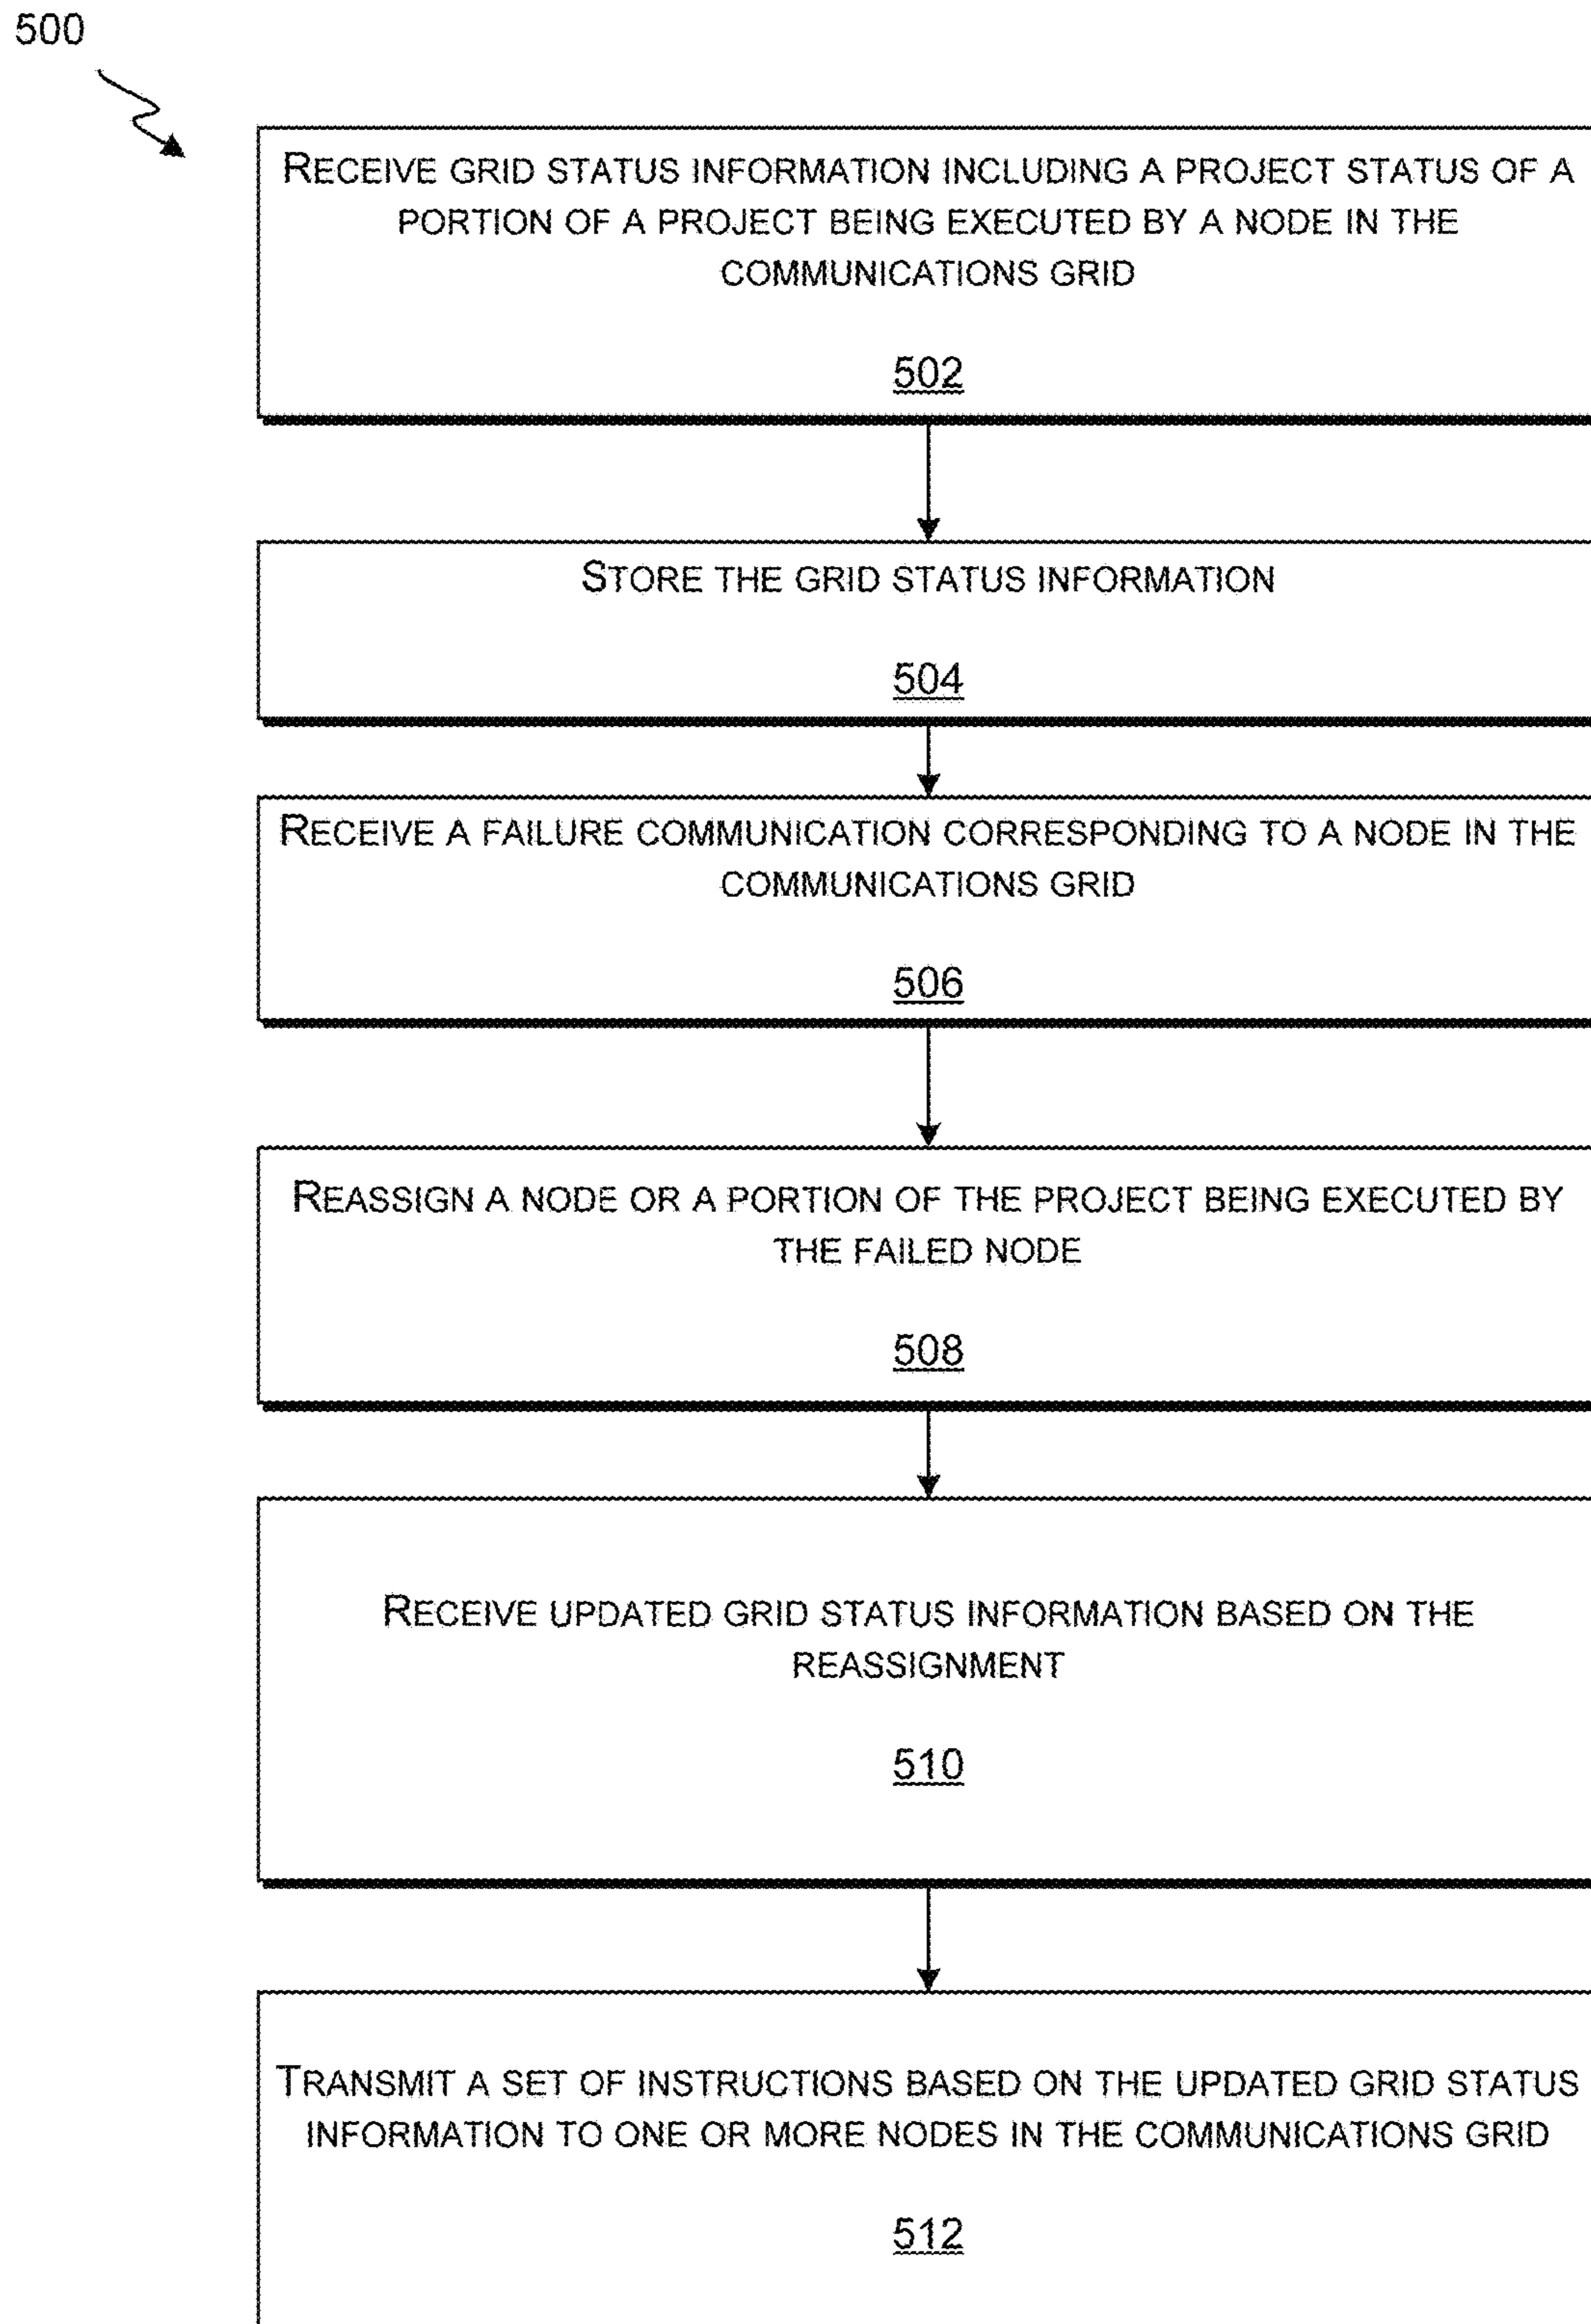 500
RECEIVE GRID STATUS INFORMATION INCLUDING A PROJECT STATUS OF A
PORTION OF A PROJECT BEING EXECUTED BY A NODE IN THE
COMMUNICATIONS GRID
502
STORE THE GRID STATUS INFORMATION
504
RECEIVE A FAILURE COMMUNICATION CORRESPONDING TO A NODE IN THE
COMMUNICATIONS GRID
506
REASSIGN A NODE OR A PORTION OF THE PROJECT BEING EXECUTED BY
THE FAILED NODE
508
RECEIVE UPDATED GRID STATUS INFORMATION BASED ON THE
REASSIGNMENT
510
TRANSMIT A SET OF INSTRUCTIONS BASED ON THE UPDATED GRID STATUS
INFORMATION TO ONE OR MORE NODES IN THE COMMUNICATIONS GRID
512